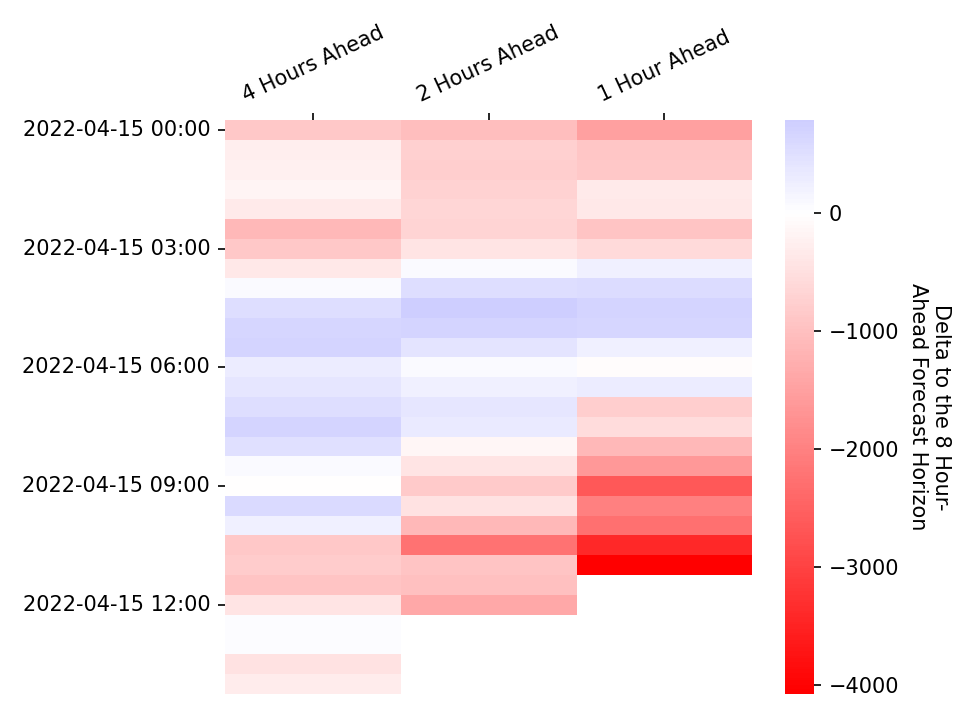 4 Hours Ahead
2 Hours Ahead
1 Hour Ahead
2022-04-15 00:00
2022-04-15 03:00
2022-04-15 06:00
2022-04-15 09:00
2022-04-15 12:00
0
−1000
−2000
−3000
−4000
Delta to the 8 Hour-
Ahead Forecast Horizon